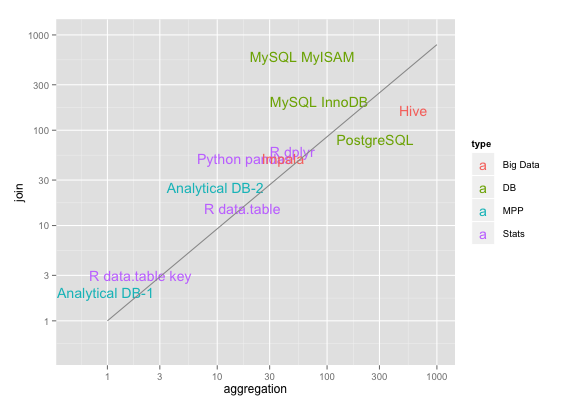 1000
MySQL MyISAM
300
MySQL InnoDB
Hive
100
PostgreSQL
R dplyr
Python pandas
Impala
join
30
Analytical DB-2
R data.table
10
R data.table key
3
Analytical DB-1
1
1 3 10 30 100 300 1000
aggregation
type
a Big Data
a DB
a MPP
a Stats